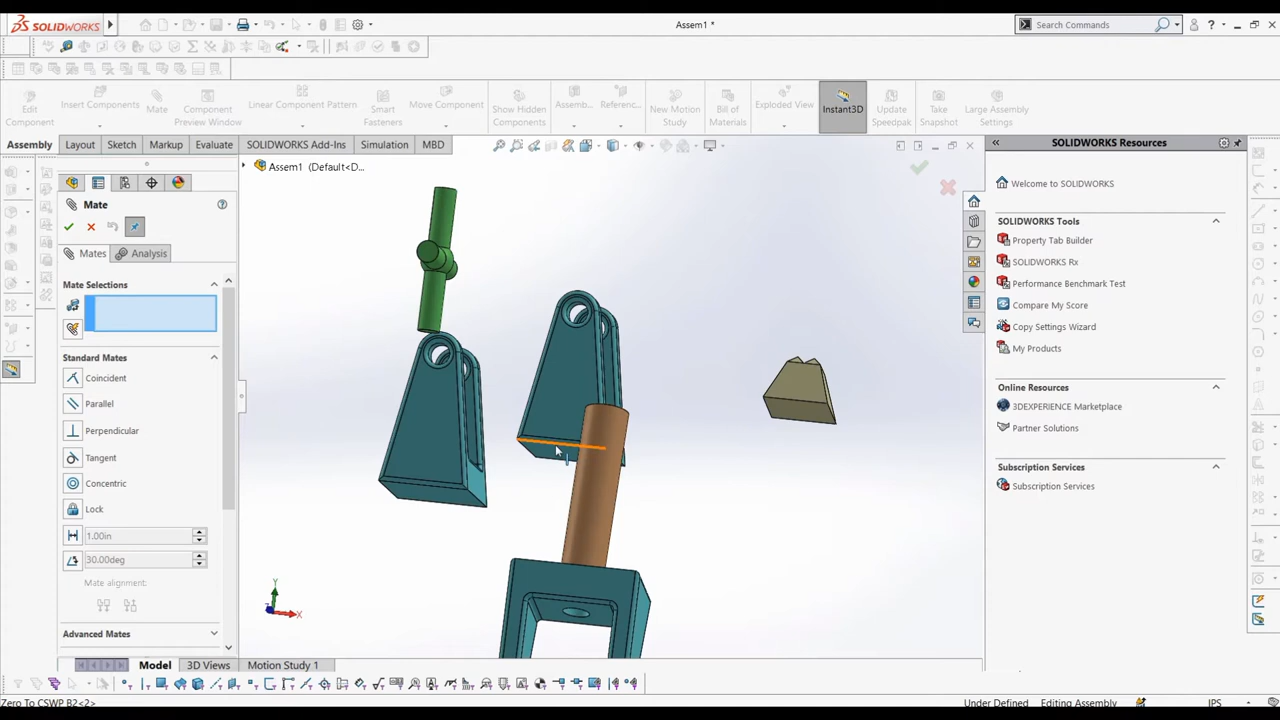 SOLIDWORKS
Assem1 *
Search Commands
Edit Component
Insert Components
Mate
Component Preview Window
Linear Component Pattern
Smart Fasteners
Move Component
Show Hidden Components
Assemb...
Referenc...
New Motion Study
Bill of Materials
Exploded View
Instant3D
Update Speedpak
Take Snapshot
Large Assembly Settings
Assembly
Layout
Sketch
Markup
Evaluate
SOLIDWORKS Add-Ins
Simulation
MBD
SOLIDWORKS Resources
Assem1 (Default<D...
Welcome to SOLIDWORKS
Mate
SOLIDWORKS Tools
Property Tab Builder
Mates
Analysis
SOLIDWORKS Rx
Mate Selections
Performance Benchmark Test
Compare My Score
Copy Settings Wizard
My Products
Standard Mates
Coincident
Parallel
Perpendicular
Tangent
Concentric
Lock
1.00in
30.00deg
Mate alignment:
Advanced Mates
Online Resources
3DEXPERIENCE Marketplace
Partner Solutions
Subscription Services
Subscription Services
Y
X
Model
3D Views
Motion Study 1
Zero To CSWP B2<2>
Under Defined
Editing Assembly
IPS